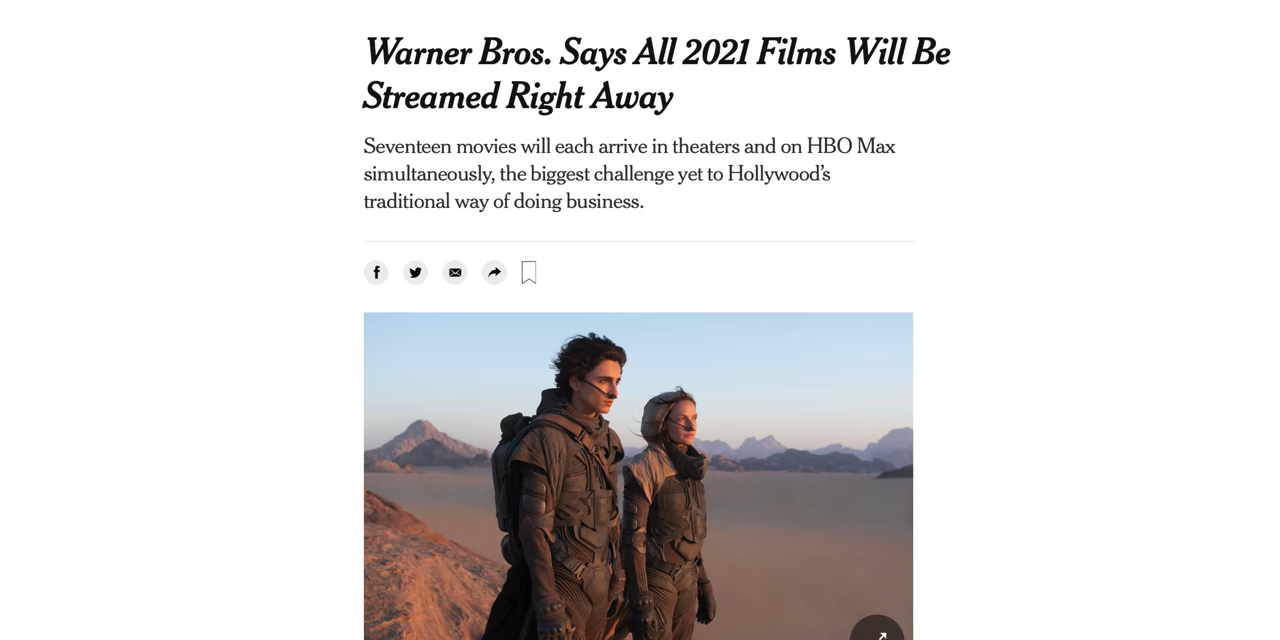 Warner Bros. Says All 2021 Films Will Be
Streamed Right Away
Seventeen movies will each arrive in theaters and on HBO Max
simultaneously, the biggest challenge yet to Hollywood’s
traditional way of doing business.